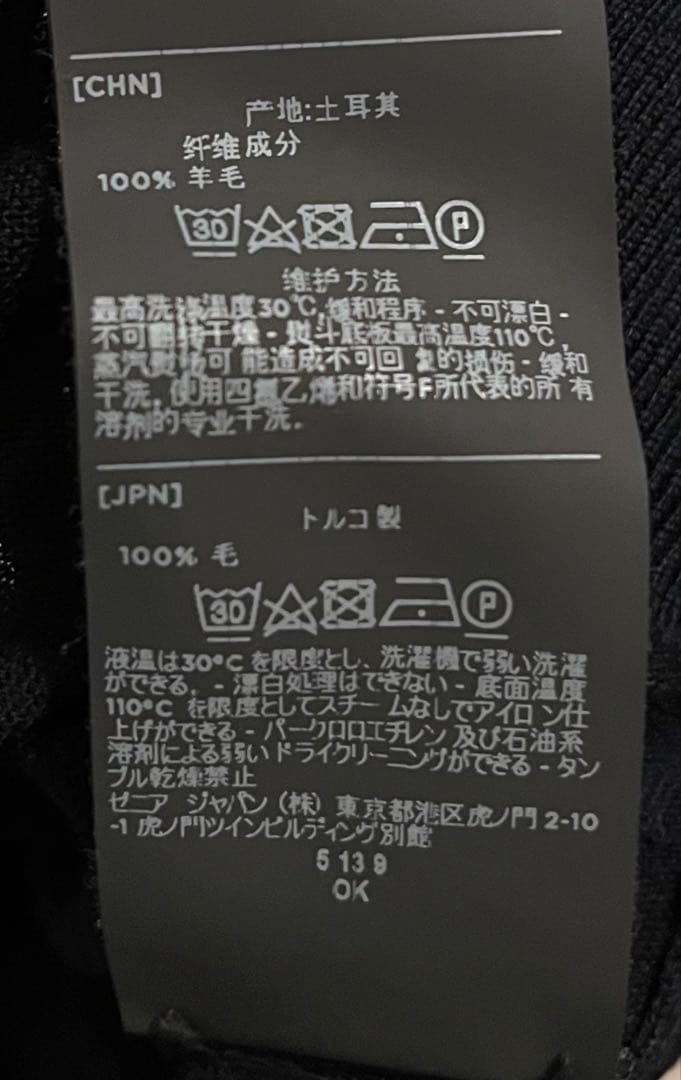 [CHN]
产地:土耳其
纤维成分
100% 羊毛
30 P
维护方法
最高洗涤温度30℃,缓和程序 - 不可漂白 -
不可翻转干燥 - 熨斗底板最高温度110℃,
蒸汽熨烫可 能造成不可回 复的损伤 - 缓和
干洗, 使用四氯乙烯和符号F所代表的所 有
溶剂的专业干洗.
[JPN]
トルコ製
100% 毛
30 P
液温は30°C を限度とし、洗濯機で弱い洗濯
ができる. - 漂白処理はできない - 底面温度
110°C を限度としてスチームなしでアイロン仕
上げができる - パークロロエチレン 及び石油系
溶剤による弱い ドライクリーニングができる - タン
ブル乾燥禁止
ゼニア ジャパン (株) 東京都港区虎ノ門 2-10
-1 虎ノ門ツインビルディング別館
5 13 9
OK